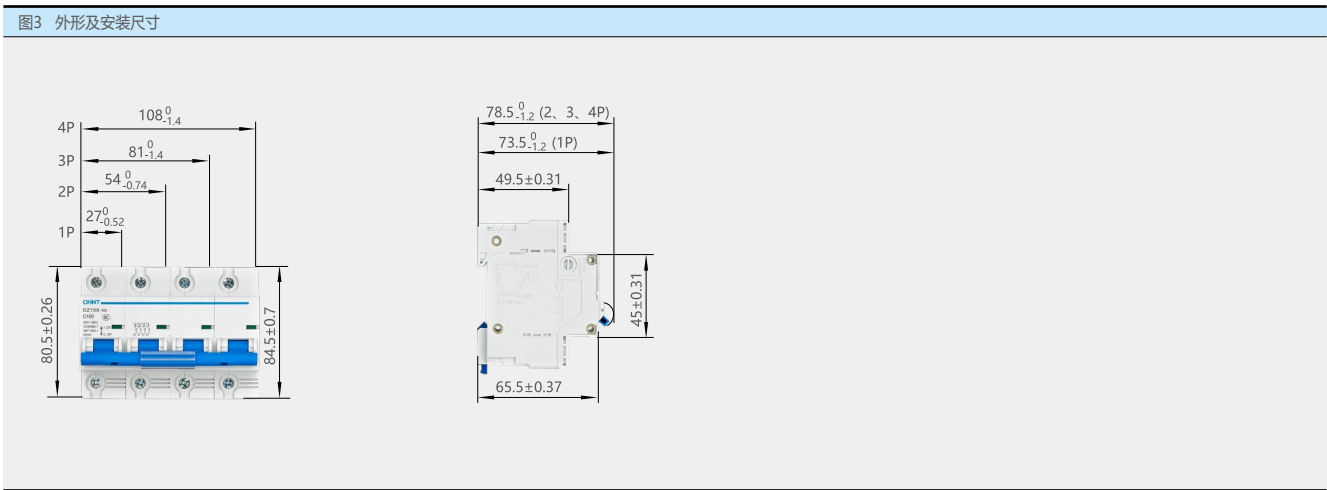 图3 外形及安装尺寸
4P 108 0 -1.4
3P 81 0 -1.4
2P 54 0 -0.74
1P 27 0 -0.52
80.5±0.26
84.5±0.7
CHNT
DZ158-125
C100
78.5 0 -1.2 (2、3、4P)
73.5 0 -1.2 (1P)
49.5±0.31
45±0.31
65.5±0.37